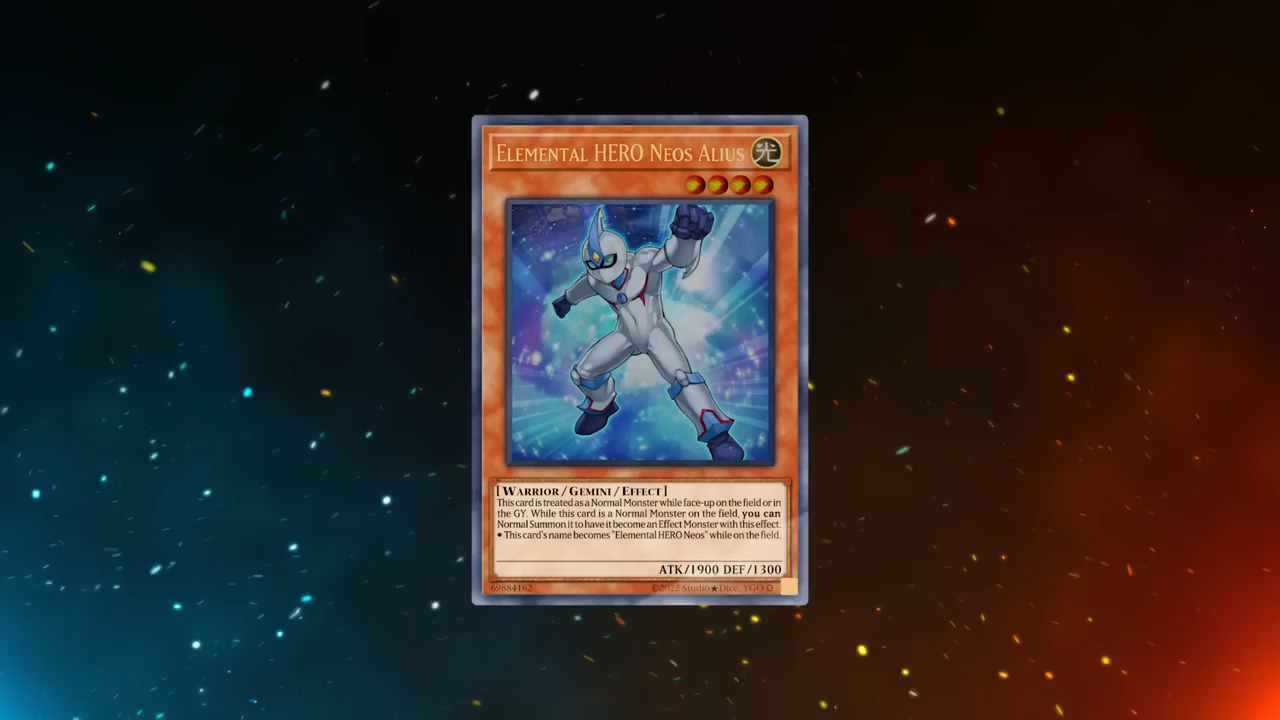 ELEMENTAL HERO NEOS ALIUS 光
[WARRIOR/GEMINI/EFFECT]
This card is treated as a Normal Monster while face-up on the field or in
the GY. While this card is a Normal Monster on the field, you can
Normal Summon it to have it become an Effect Monster with this effect.
● This card's name becomes "Elemental HERO Neos" while on the field.
ATK/1900 DEF/1300
69884162 ©2022 Studio★Dice, YGO Ω